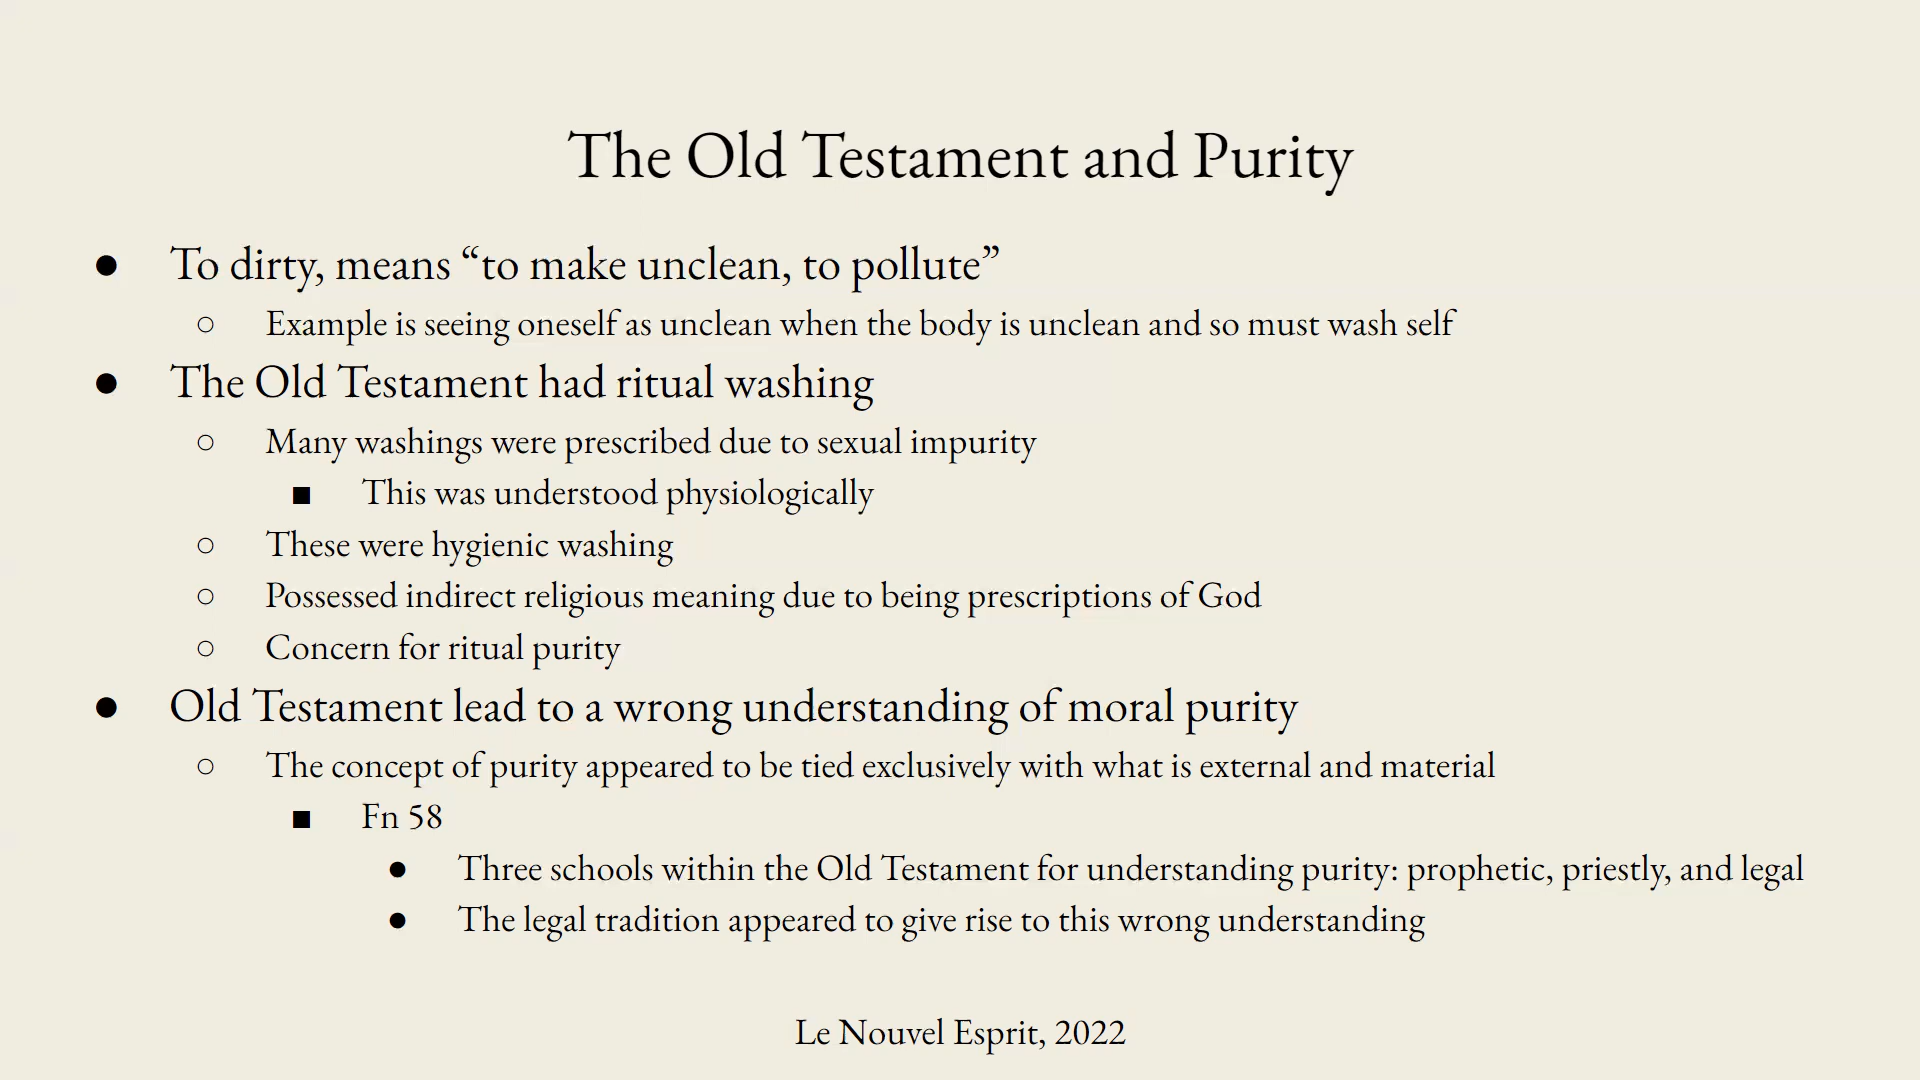 The Old Testament and Purity
● To dirty, means “to make unclean, to pollute”
○ Example is seeing oneself as unclean when the body is unclean and so must wash self
● The Old Testament had ritual washing
○ Many washings were prescribed due to sexual impurity
■ This was understood physiologically
○ These were hygienic washing
○ Possessed indirect religious meaning due to being prescriptions of God
○ Concern for ritual purity
● Old Testament lead to a wrong understanding of moral purity
○ The concept of purity appeared to be tied exclusively with what is external and material
■ Fn 58
● Three schools within the Old Testament for understanding purity: prophetic, priestly, and legal
● The legal tradition appeared to give rise to this wrong understanding
Le Nouvel Esprit, 2022